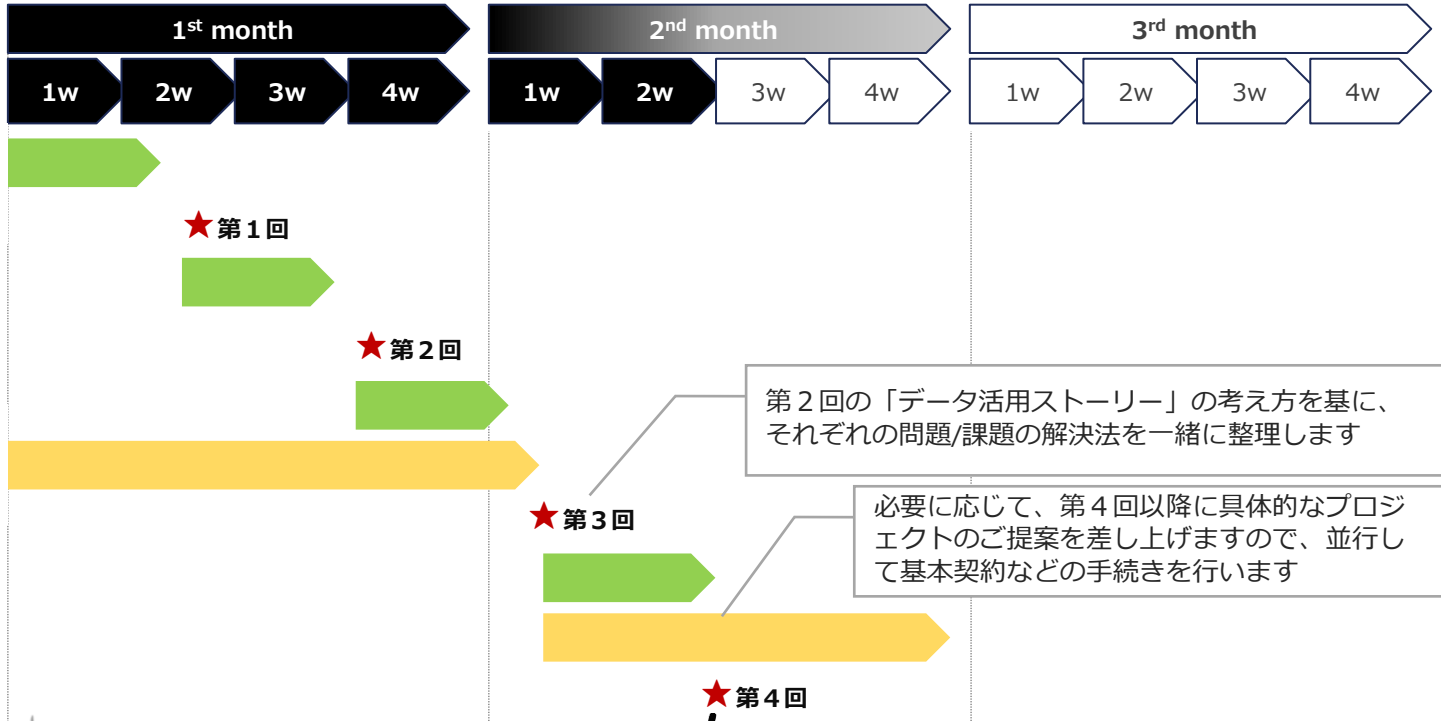 1st month
2nd month
3rd month
1w
2w
3w
4w
1w
2w
3w
4w
1w
2w
3w
4w
★第１回
★第２回
第２回の「データ活用ストーリー」の考え方を基に、
それぞれの問題/課題の解決法を一緒に整理します
★第３回
必要に応じて、第４回以降に具体的なプロジ
ェクトのご提案を差し上げますので、並行し
て基本契約などの手続きを行います
★第４回